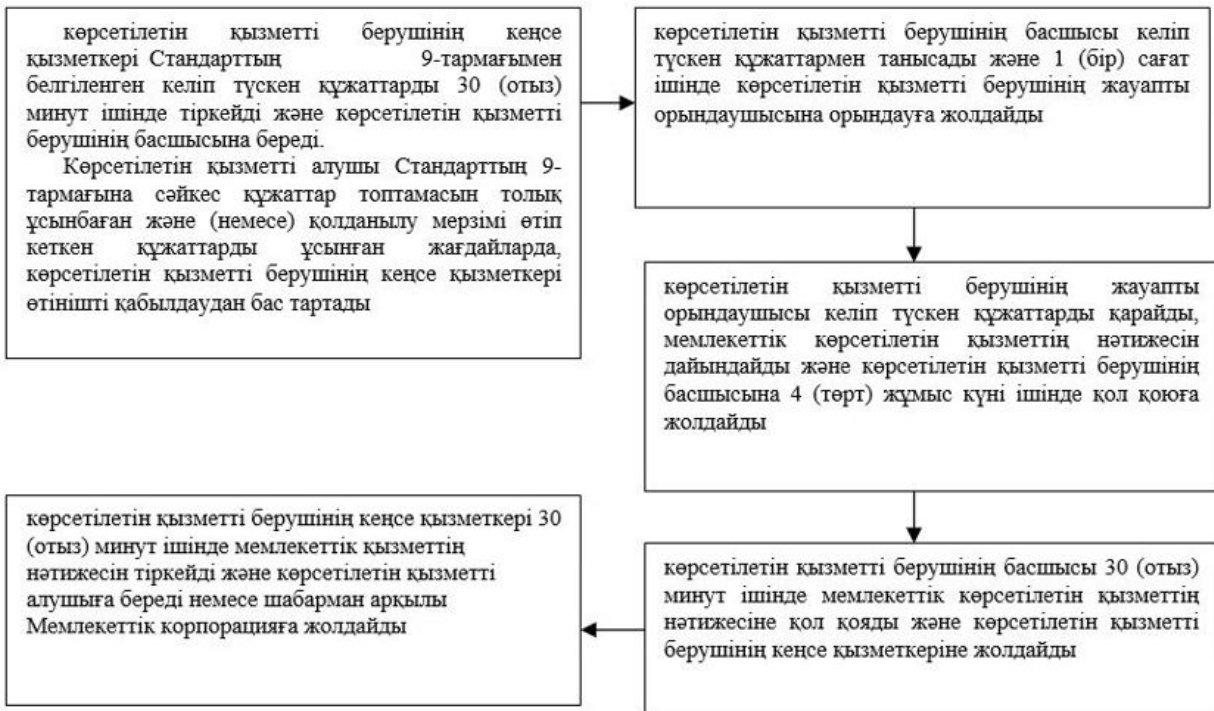 көрсетілетін қызметті берушінің кеңсе
қызметкері Стандарттың 9-тармағымен
белгіленген келіп түскен құжаттарды 30 (отыз)
минут ішінде тіркейді және көрсетілетін қызметті
берушінің басшысына береді.
Көрсетілетін қызметті алушы Стандарттың 9-
тармағына сәйкес құжаттар топтамасын толық
ұсынбаған және (немесе) қолданылу мерзімі өтіп
кеткен құжаттарды ұсынған жағдайларда,
көрсетілетін қызметті берушінің кеңсе қызметкері
өтінішті қабылдаудан бас тартады
көрсетілетін қызметті берушінің басшысы келіп
түскен құжаттармен танысады және 1 (бір) сағат
ішінде көрсетілетін қызметті берушінің жауапты
орындаушысына орындауға жолдайды
көрсетілетін қызметті берушінің жауапты
орындаушысы келіп түскен құжаттарды қарайды,
мемлекеттік көрсетілетін қызметтің нәтижесін
дайындайды және көрсетілетін қызметті берушінің
басшысына 4 (төрт) жұмыс күні ішінде қол қоюға
жолдайды
көрсетілетін қызметті берушінің басшысы 30 (отыз)
минут ішінде мемлекеттік көрсетілетін қызметтің
нәтижесіне қол қояды және көрсетілетін қызметті
берушінің кеңсе қызметкеріне жолдайды
көрсетілетін қызметті берушінің кеңсе қызметкері 30
(отыз) минут ішінде мемлекеттік қызметтің
нәтижесін тіркейді және көрсетілетін қызметті
алушыға береді немесе шабарман арқылы
Мемлекеттік корпорацияға жолдайды